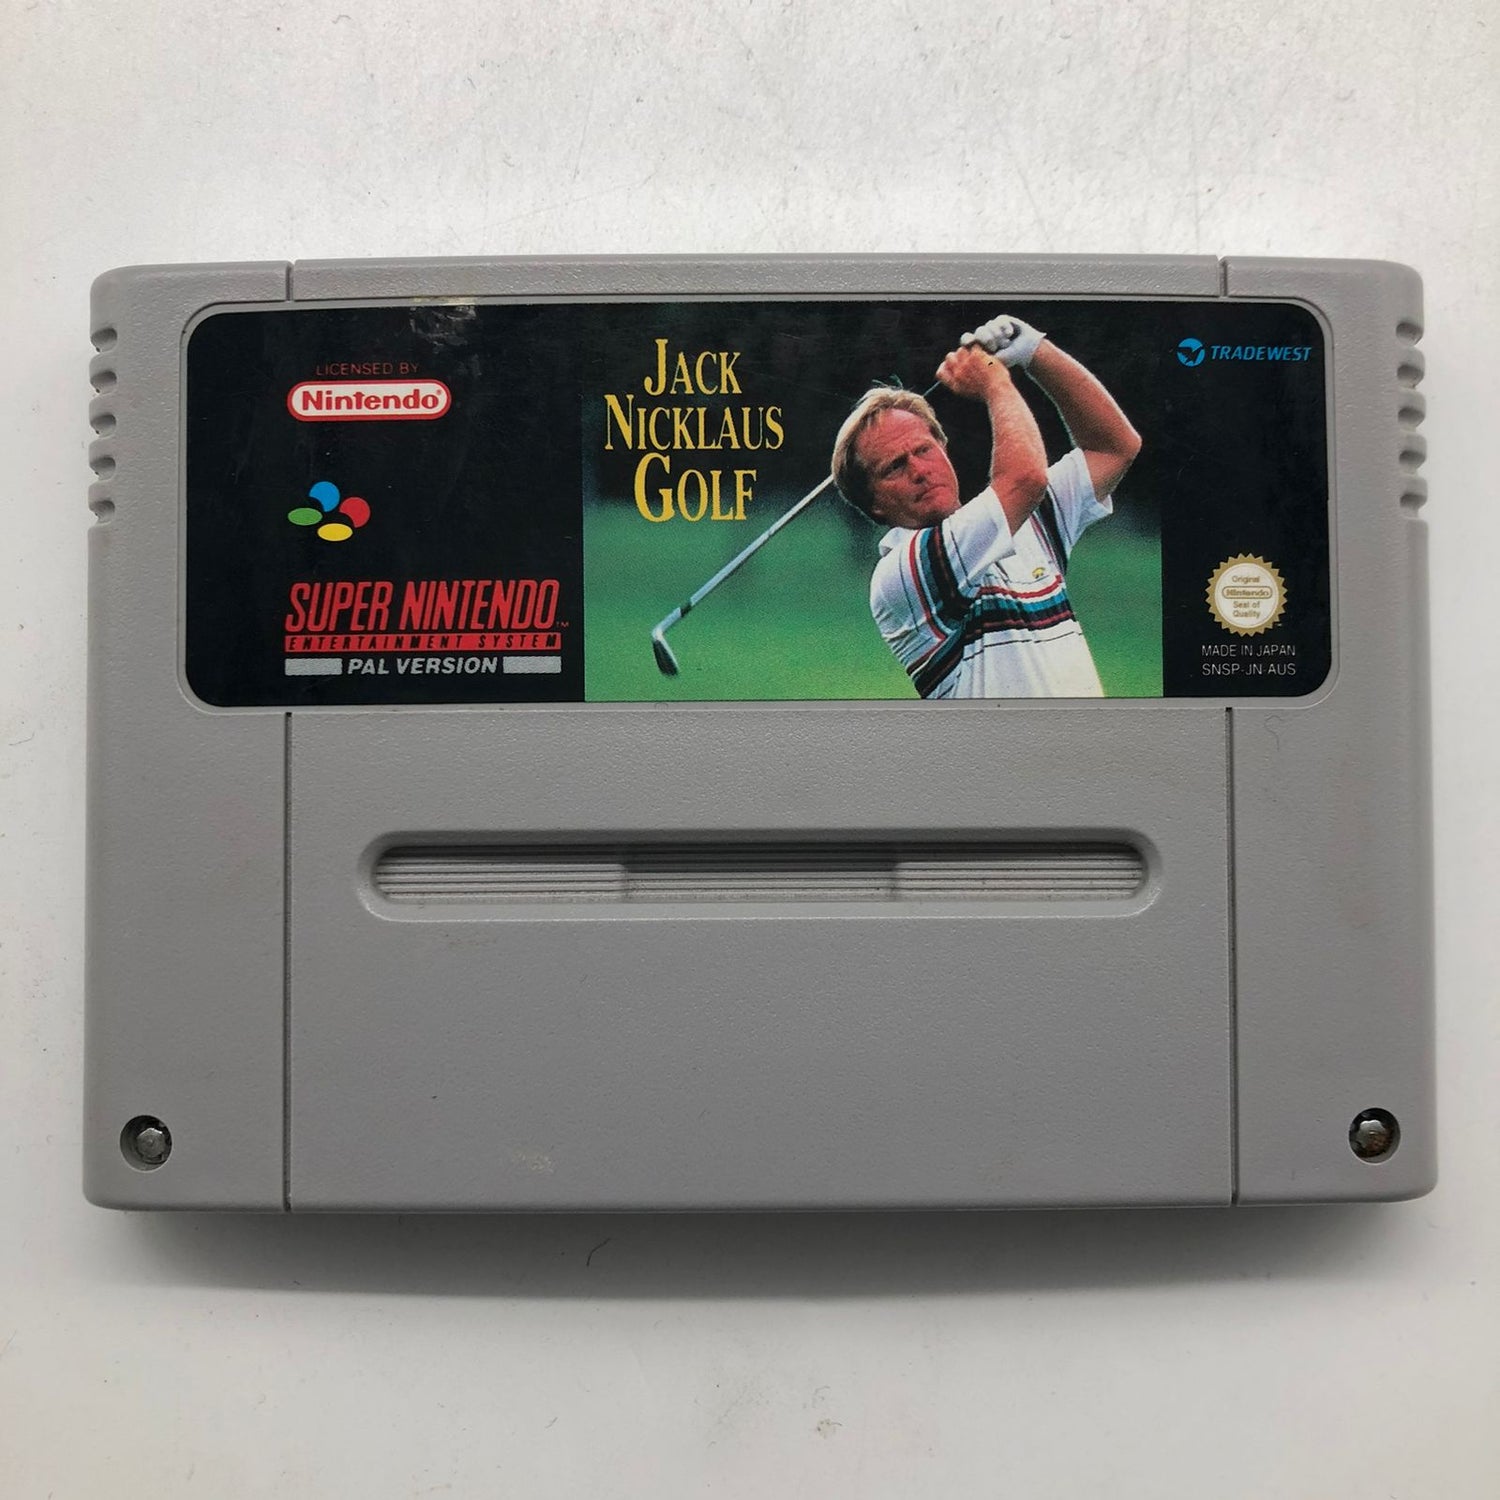 LICENSED BY
Nintendo®
SUPER NINTENDO™
ENTERTAINMENT SYSTEM
PAL VERSION
JACK
NICKLAUS
GOLF
TRADEWEST
Original
Nintendo
Seal of
Quality
MADE IN JAPAN
SNSP-JN-AUS